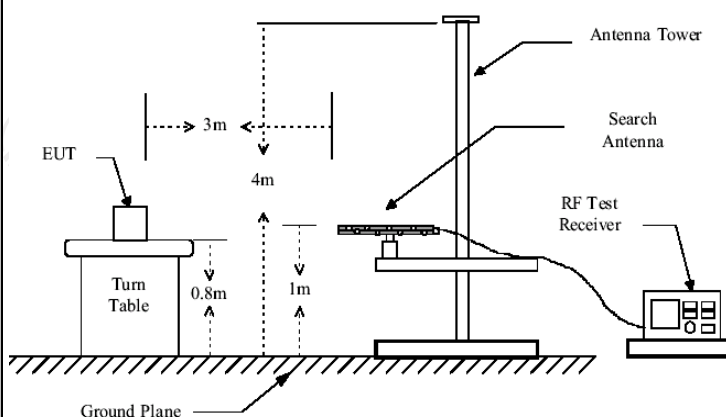 Antenna Tower
3m
Search
Antenna
EUT
4m
RF Test
Receiver
Turn
Table
0.8m
1m
Ground Plane